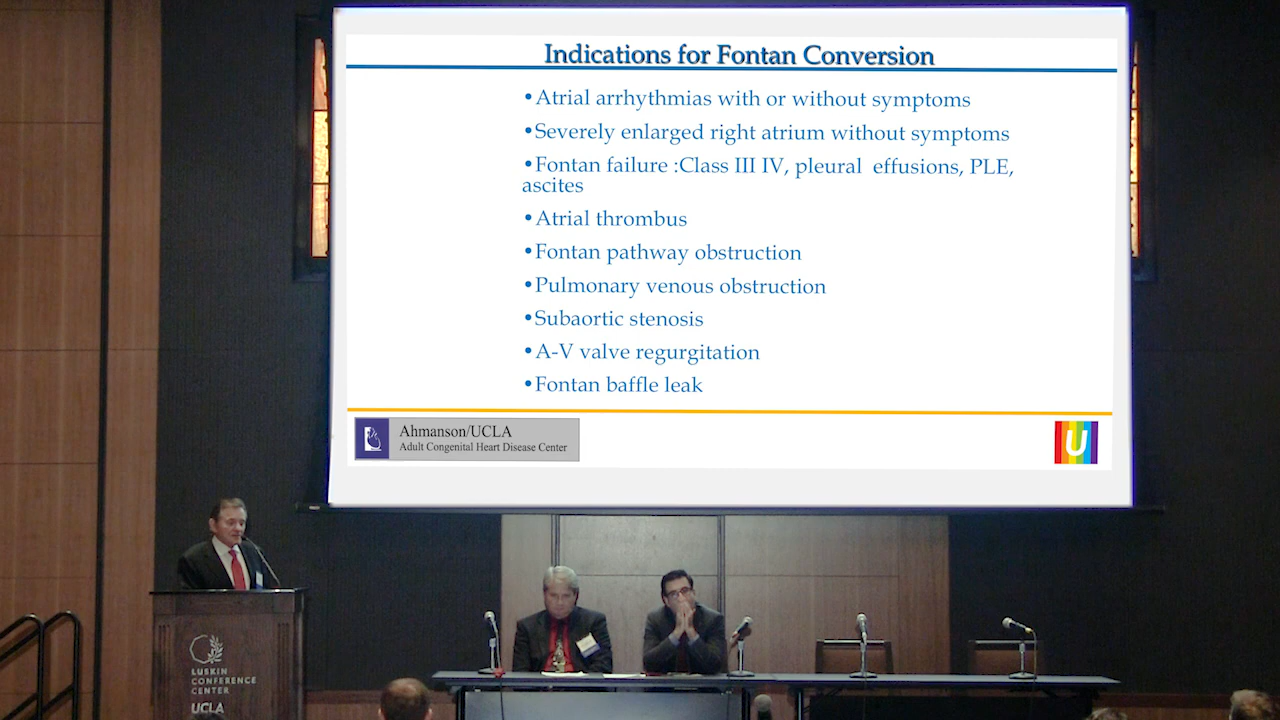 Indications for Fontan Conversion
•Atrial arrhythmias with or without symptoms
•Severely enlarged right atrium without symptoms
•Fontan failure :Class III IV, pleural effusions, PLE,
ascites
•Atrial thrombus
•Fontan pathway obstruction
•Pulmonary venous obstruction
•Subaortic stenosis
•A-V valve regurgitation
•Fontan baffle leak
Ahmanson/UCLA
Adult Congenital Heart Disease Center
U
LUSKIN
CONFERENCE
CENTER
UCLA